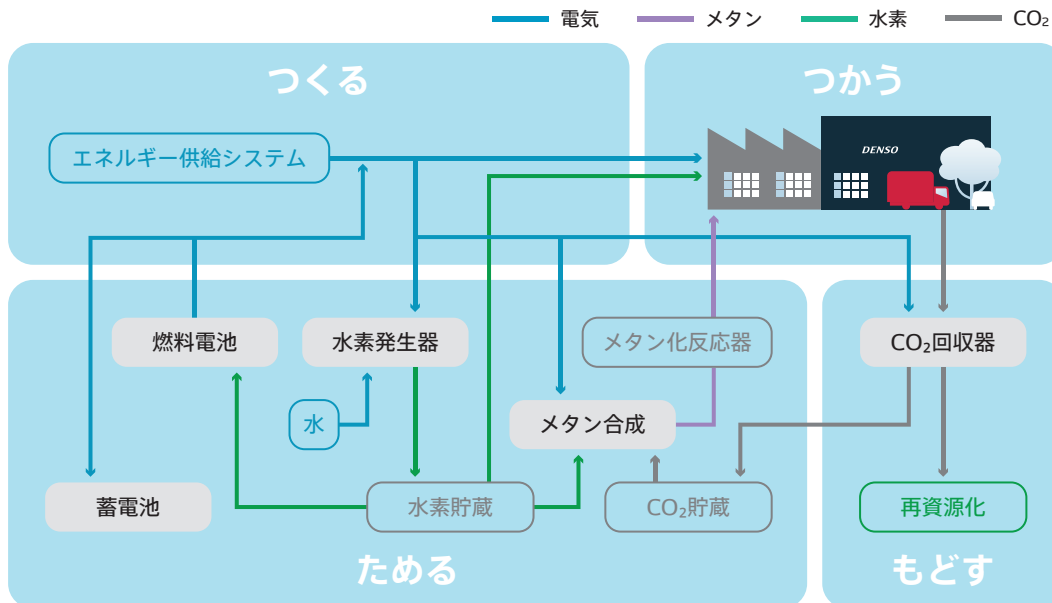 電気
メタン
水素
CO₂
つくる
つかう
エネルギー供給システム
DENSO
燃料電池
水素発生器
メタン化反応器
CO₂回収器
水
メタン合成
蓄電池
水素貯蔵
CO₂貯蔵
再資源化
ためる
もどす